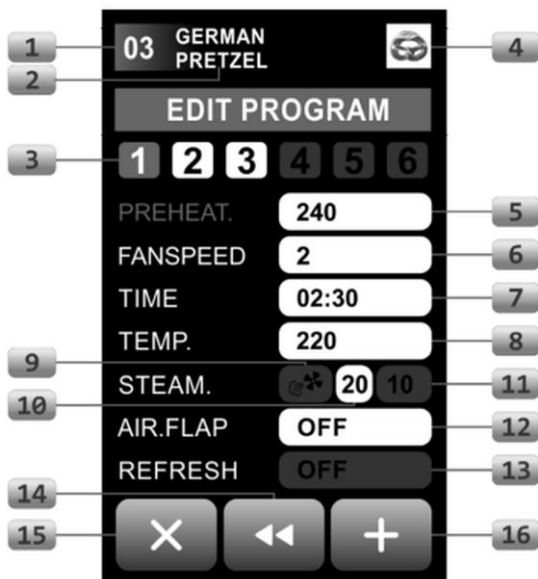 1
03 GERMAN
PRETZEL
4
2
EDIT PROGRAM
3
1 2 3 4 5 6
PREHEAT. 240
5
FANSPEED 2
6
TIME 02:30
7
TEMP. 220
8
9
STEAM. 20 10
11
10
AIR.FLAP OFF
12
REFRESH OFF
13
14
15
16